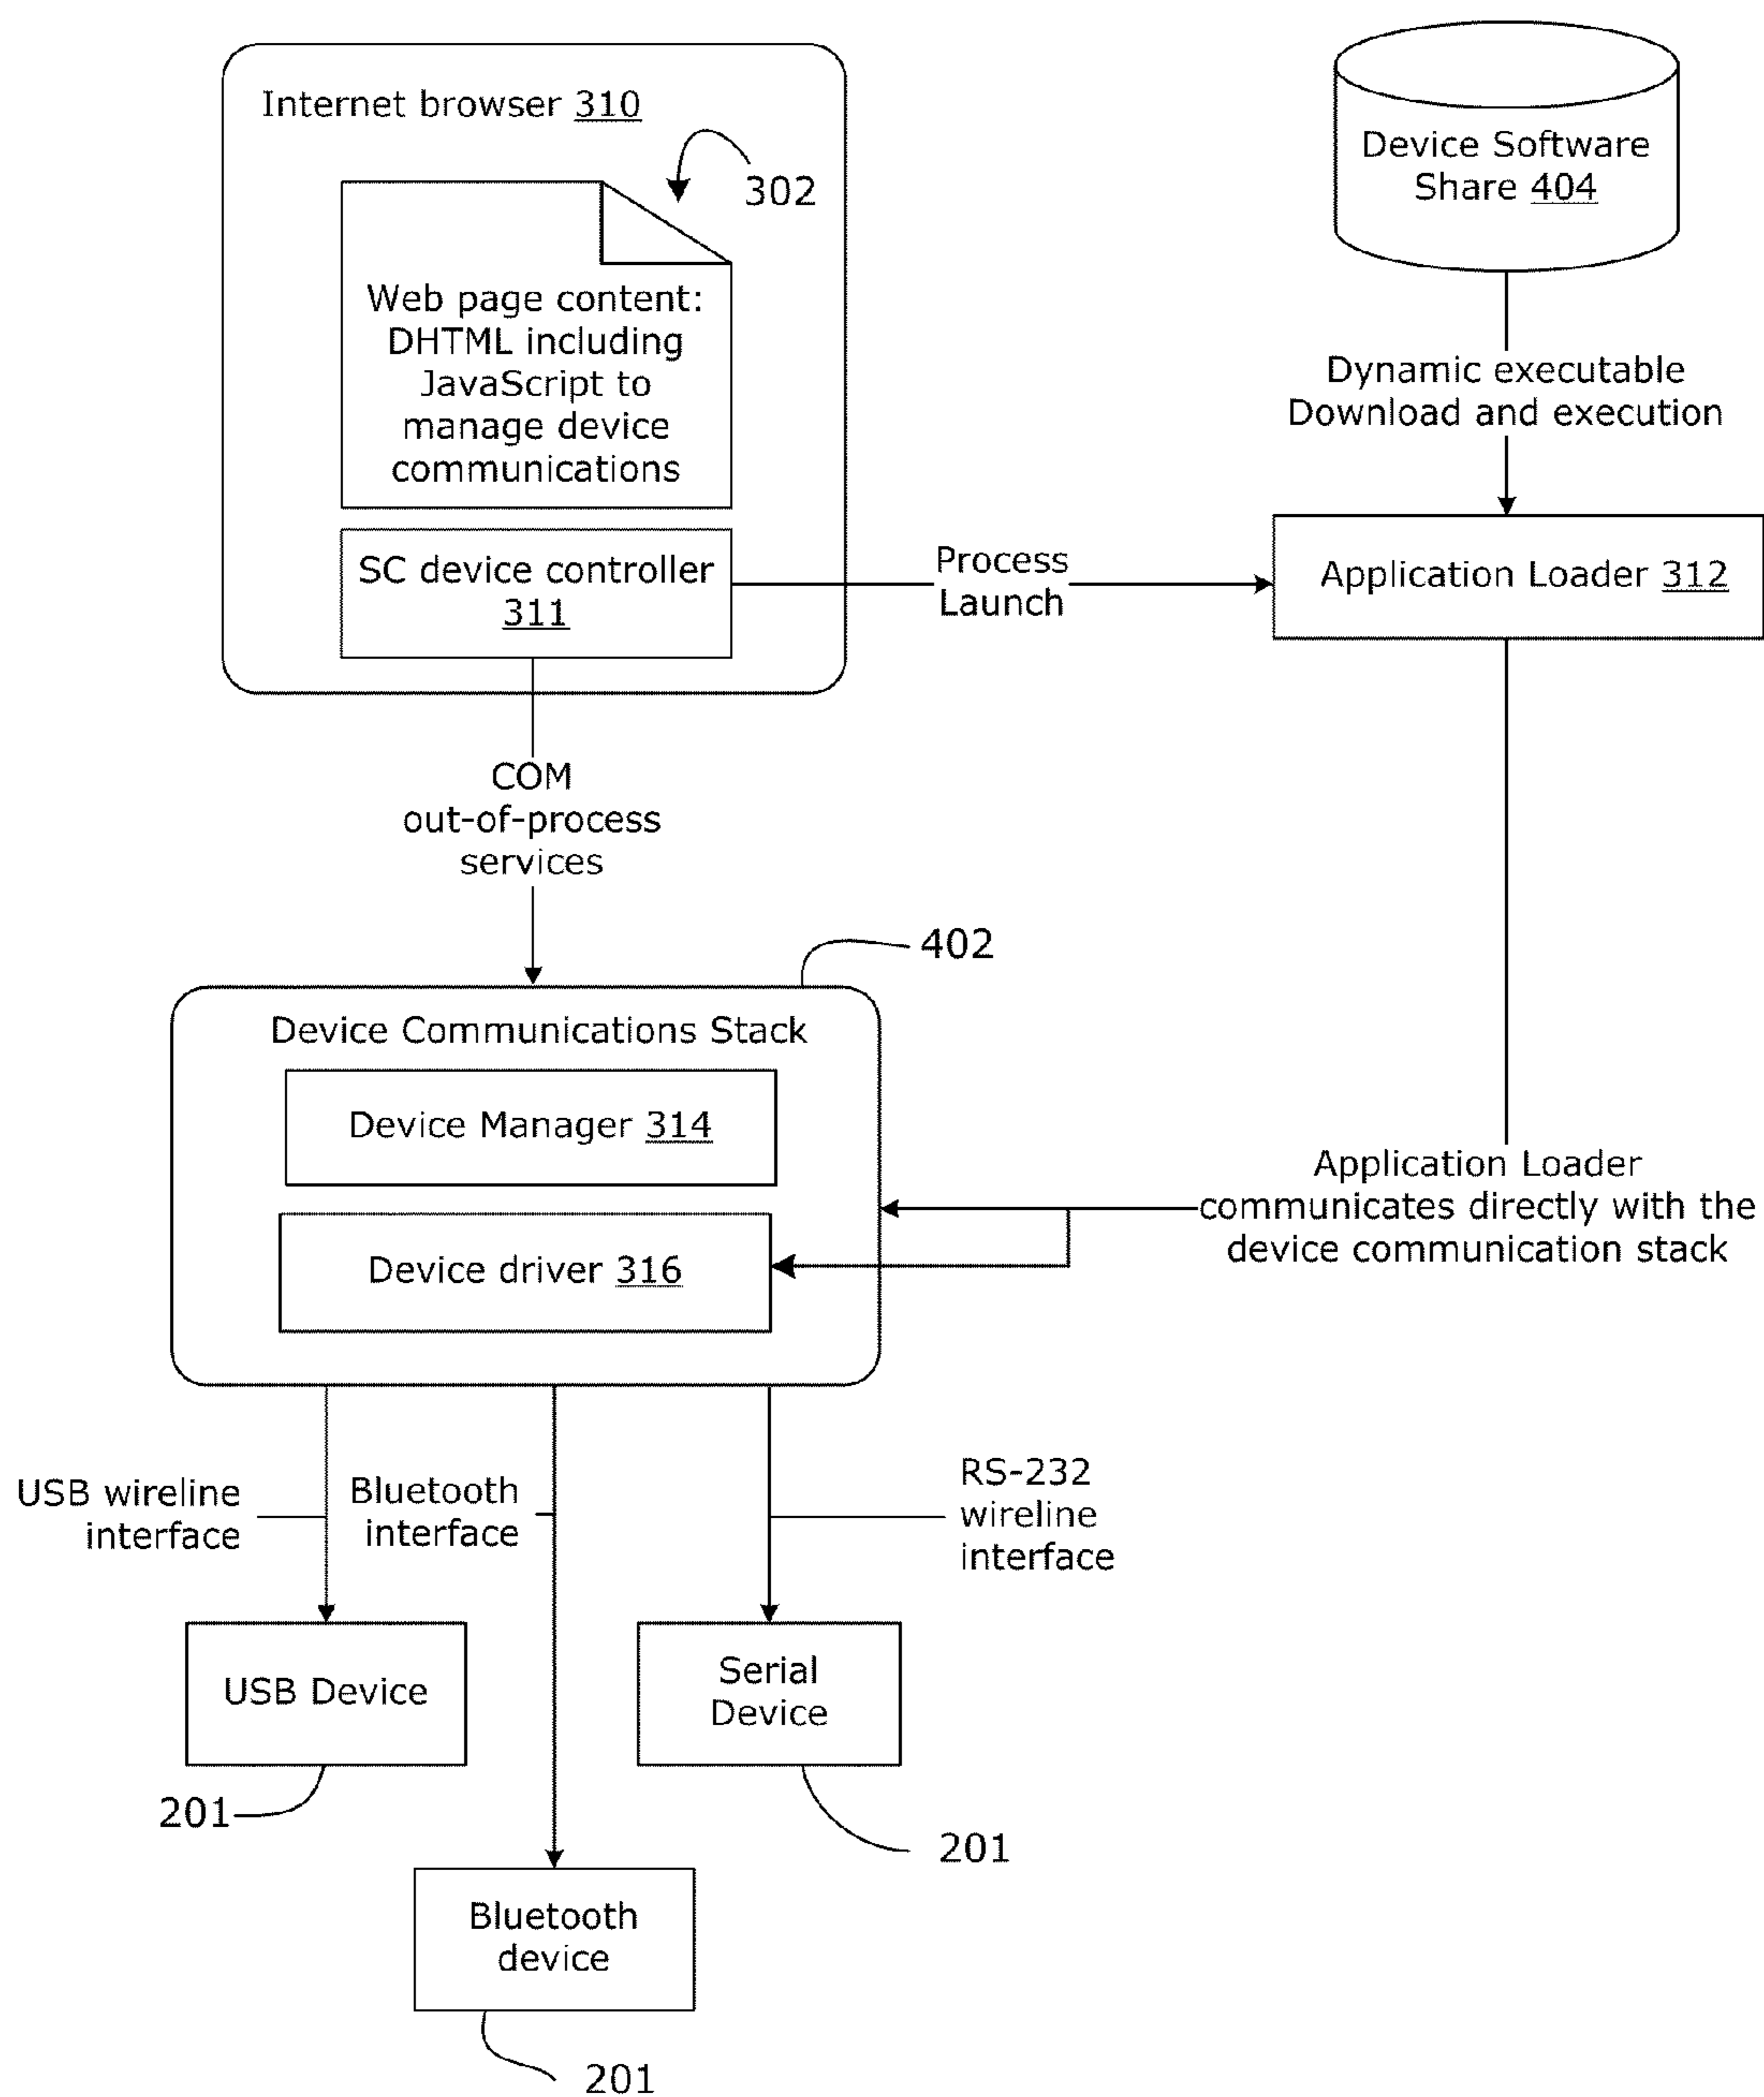 Internet browser 310
302
Web page content:
DHTML including
JavaScript to
manage device
communications
SC device controller
311
Process
Launch
Device Software
Share 404
Dynamic executable
Download and execution
Application Loader 312
COM
out-of-process
services
402
Device Communications Stack
Device Manager 314
Device driver 316
Application Loader
communicates directly with the
device communication stack
USB wireline
interface
Bluetooth
interface
RS-232
wireline
interface
USB Device
201
Serial
Device
201
Bluetooth
device
201